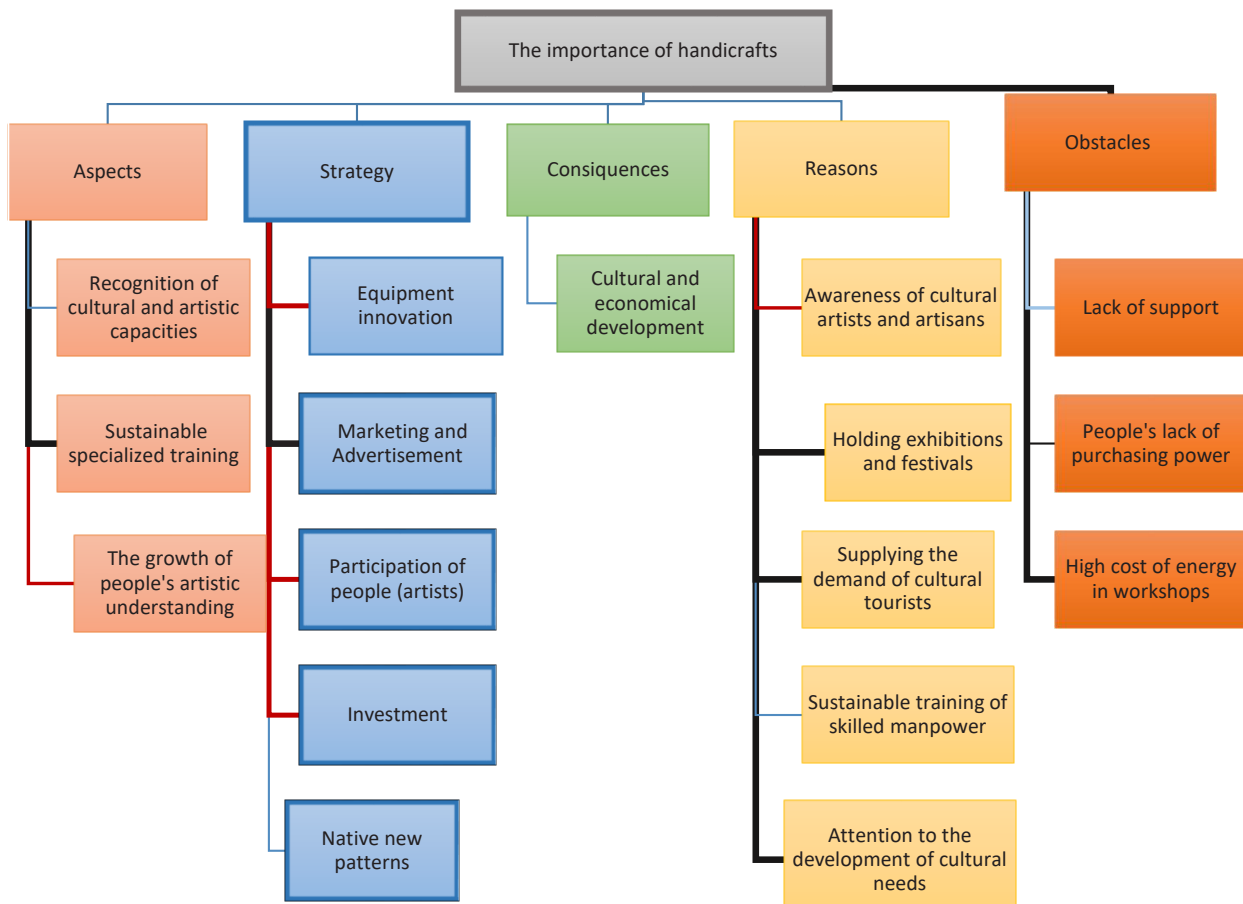 The importance of handicrafts
Aspects
Strategy
Consiquences
Reasons
Obstacles
Recognition of
cultural and artistic
capacities
Sustainable
specialized training
The growth of
people's artistic
understanding
Equipment
innovation
Marketing and
Advertisement
Participation of
people (artists)
Investment
Native new
patterns
Cultural and
economical
development
Awareness of cultural
artists and artisans
Holding exhibitions
and festivals
Supplying the
demand of cultural
tourists
Sustainable training of
skilled manpower
Attention to the
development of cultural
needs
Lack of support
People's lack of
purchasing power
High cost of energy
in workshops